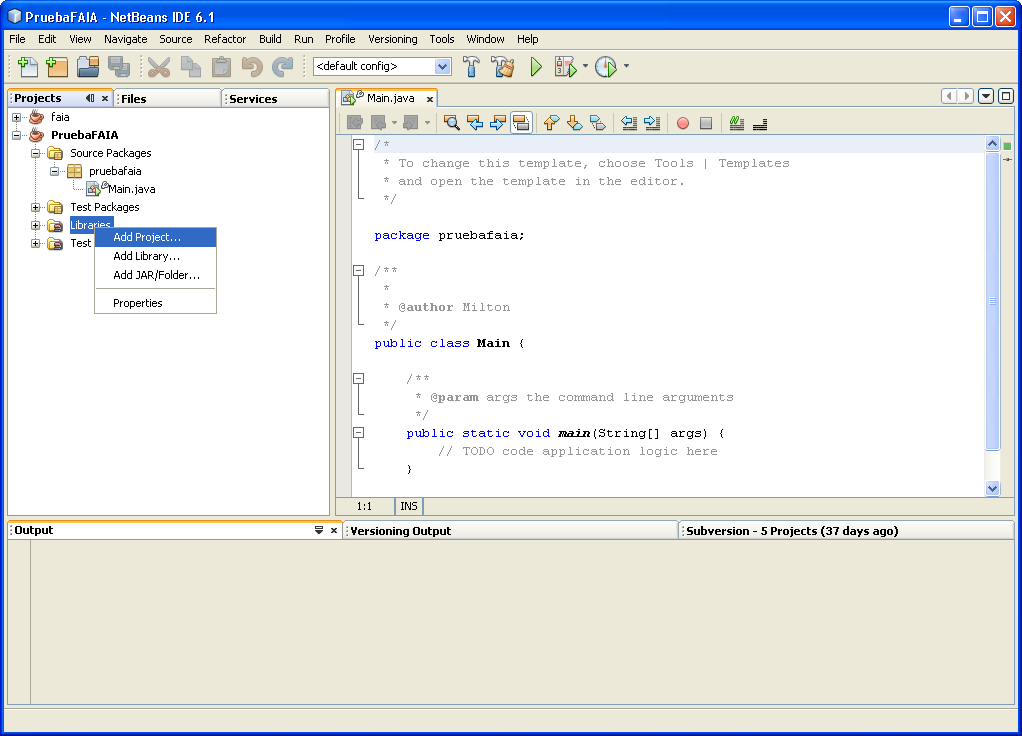 PruebaFAIA - NetBeans IDE 6.1
File Edit View Navigate Source Refactor Build Run Profile Versioning Tools Window Help
<default config>
Projects Files Services
faia
PruebaFAIA
Source Packages
pruebafaia
Main.java
Test Packages
Libraries
Test
Add Project...
Add Library...
Add JAR/Folder...
Properties
Main.java
/*
* To change this template, choose Tools | Templates
* and open the template in the editor.
*/
package pruebafaia;
/**
*
* @author Milton
*/
public class Main {
/**
* @param args the command line arguments
*/
public static void main(String[] args) {
// TODO code application logic here
}
1:1 INS
Output Versioning Output Subversion - 5 Projects (37 days ago)